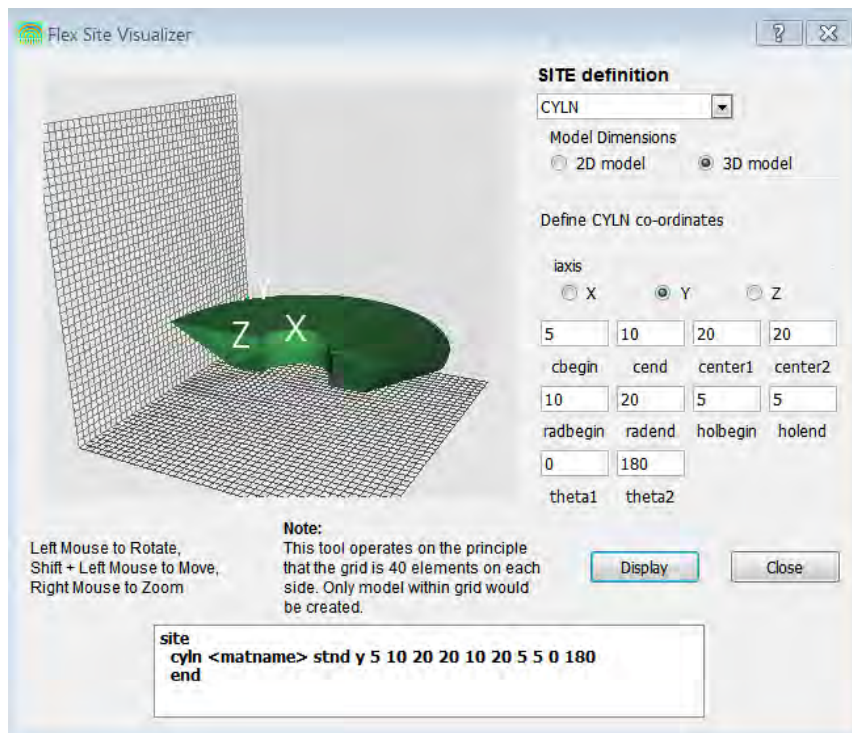 Flex Site Visualizer
SITE definition
CYLN
Model Dimensions
2D model 3D model
Define CYLN co-ordinates
iaxis
X Y Z
5 10 20 20
cbegin cend center1 center2
10 20 5 5
radbegin radend holbegin holend
0 180
theta1 theta2
Y
Z X
Left Mouse to Rotate,
Shift + Left Mouse to Move,
Right Mouse to Zoom
Note:
This tool operates on the principle
that the grid is 40 elements on each
side. Only model within grid would
be created.
Display Close
site
cyln <matname> stnd y 5 10 20 20 10 20 5 5 0 180
end